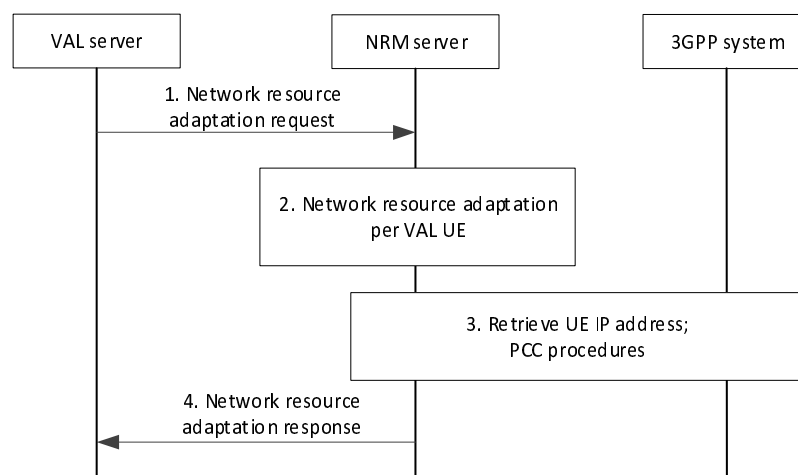 VAL server
NRM server
3GPP system
1. Network resource
adaptation request
2. Network resource adaptation
per VAL UE
3. Retrieve UE IP address;
PCC procedures
4. Network resource
adaptation response